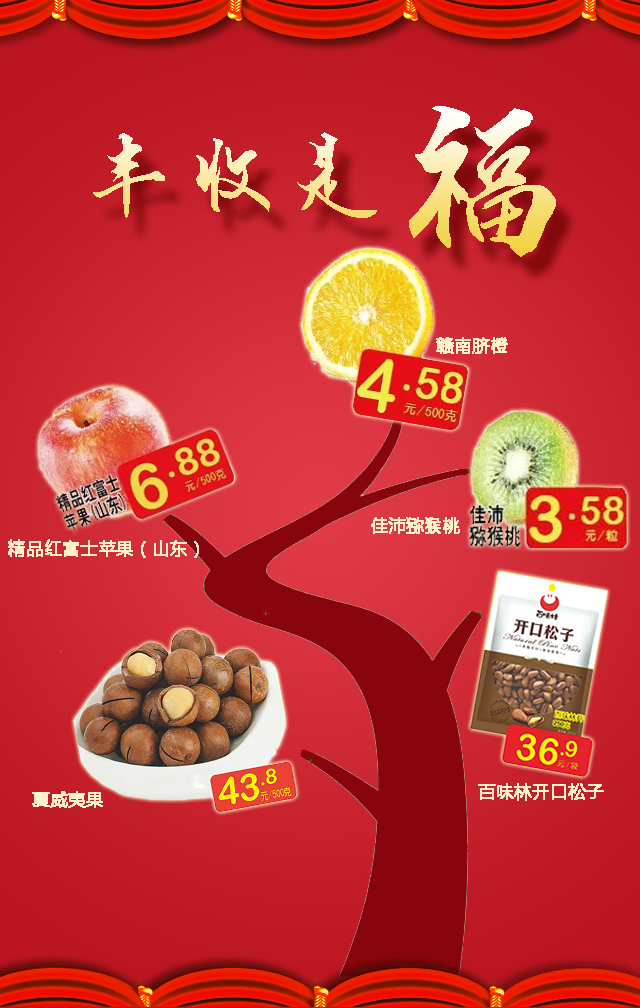 丰收是福
赣南脐橙
4.58
元/500克
6.88
元/500克
精品红富士
苹果(山东)
精品红富士苹果(山东)
佳沛
猕猴桃
3.58
元/粒
佳沛猕猴桃
百味林
开口松子
Natural Pine Nuts
36.9
元/袋
百味林开口松子
43.8
元/500克
夏威夷果